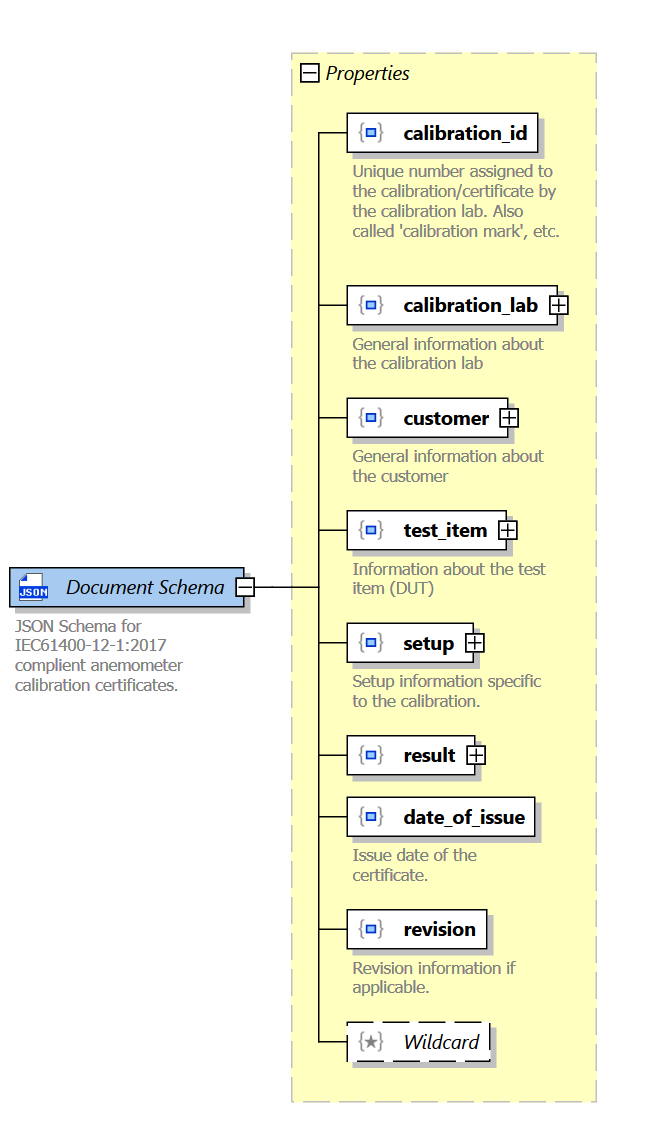 Properties
calibration_id
Unique number assigned to
the calibration/certificate by
the calibration lab. Also
called 'calibration mark', etc.
calibration_lab
General information about
the calibration lab
customer
General information about
the customer
test_item
Information about the test
item (DUT)
JSON
Document Schema
JSON Schema for
IEC61400-12-1:2017
complient anemometer
calibration certificates.
setup
Setup information specific
to the calibration.
result
date_of_issue
Issue date of the
certificate.
revision
Revision information if
applicable.
Wildcard